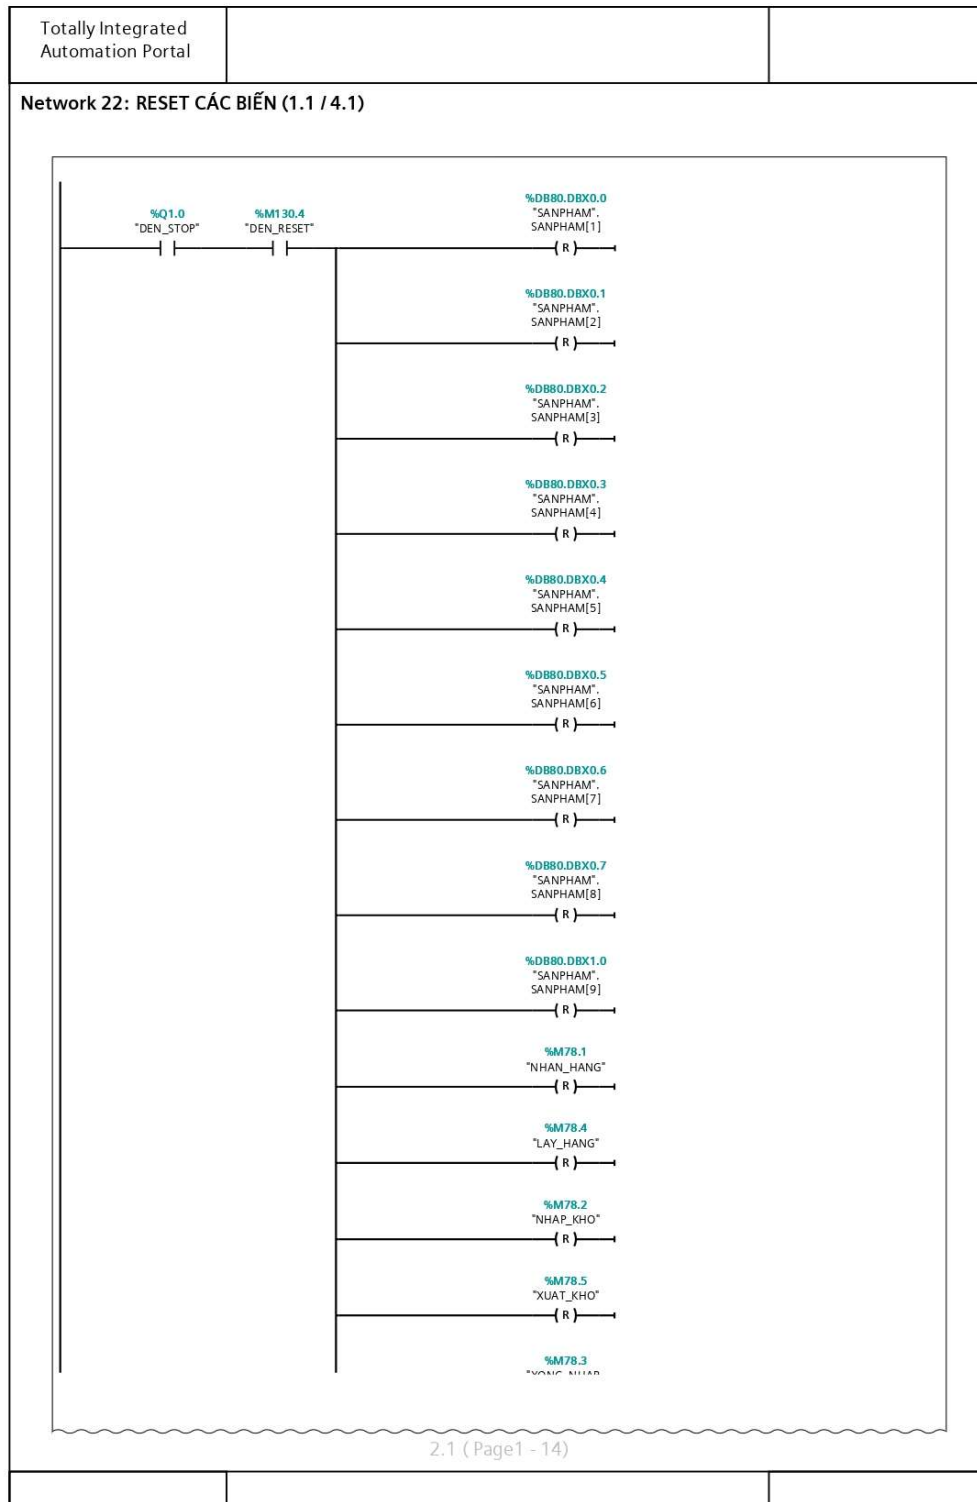 Totally Integrated
Automation Portal
Network 22: RESET CÁC BIẾN (1.1 / 4.1)
%Q1.0
"DEN_STOP"
%M130.4
"DEN_RESET"
%DB80.DBX0.0
"SANPHAM".
SANPHAM[1]
( R )
%DB80.DBX0.1
"SANPHAM".
SANPHAM[2]
( R )
%DB80.DBX0.2
"SANPHAM".
SANPHAM[3]
( R )
%DB80.DBX0.3
"SANPHAM".
SANPHAM[4]
( R )
%DB80.DBX0.4
"SANPHAM".
SANPHAM[5]
( R )
%DB80.DBX0.5
"SANPHAM".
SANPHAM[6]
( R )
%DB80.DBX0.6
"SANPHAM".
SANPHAM[7]
( R )
%DB80.DBX0.7
"SANPHAM".
SANPHAM[8]
( R )
%DB80.DBX1.0
"SANPHAM".
SANPHAM[9]
( R )
%M78.1
"NHAN_HANG"
( R )
%M78.4
"LAY_HANG"
( R )
%M78.2
"NHAP_KHO"
( R )
%M78.5
"XUAT_KHO"
( R )
%M78.3
2.1 ( Page1 - 14)